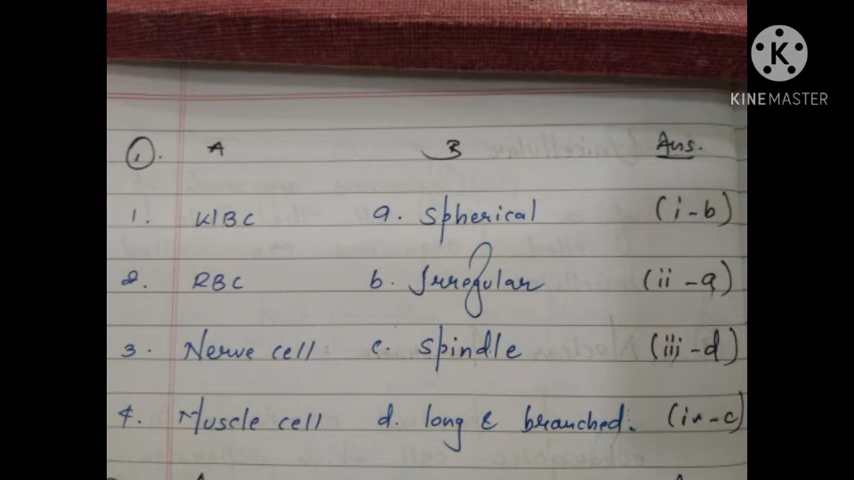 K
KINEMASTER
1. A B Ans.
1. WBC a. Spherical (i-b)
2. RBC b. Irregular (ii-a)
3. Nerve cell c. Spindle (iii-d)
4. Muscle cell d. long & branched. (iv-c)